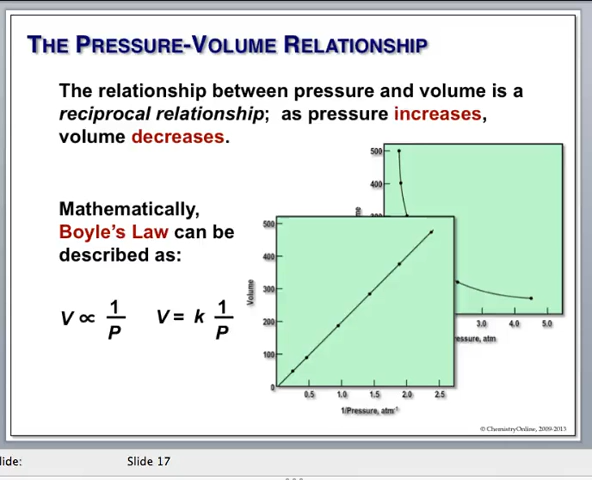 THE PRESSURE-VOLUME RELATIONSHIP
The relationship between pressure and volume is a
reciprocal relationship; as pressure increases,
volume decreases.
Mathematically,
Boyle's Law can be
described as:
V ∝ 1/P V = k 1/P
500
400
300
me
3.0 4.0 5.0
essure, atm
500
400
300
200
100
0
Volume
0.5 1.0 1.5 2.0 2.5
1/Pressure, atm⁻¹
© ChemistryOnline, 2009-2013
lide: Slide 17